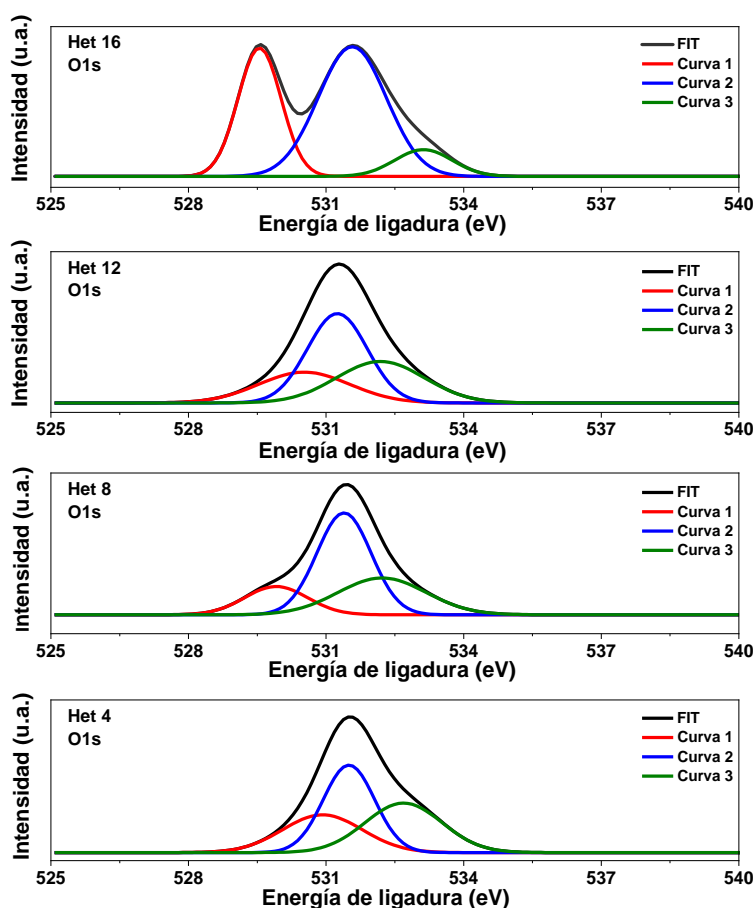 Het 16
O1s
FIT
Curva 1
Curva 2
Curva 3
Intensidad (u.a.)
525 528 531 534 537 540
Energía de ligadura (eV)
Het 12
O1s
FIT
Curva 1
Curva 2
Curva 3
Intensidad (u.a.)
525 528 531 534 537 540
Energía de ligadura (eV)
Het 8
O1s
FIT
Curva 1
Curva 2
Curva 3
Intensidad (u.a.)
525 528 531 534 537 540
Energía de ligadura (eV)
Het 4
O1s
FIT
Curva 1
Curva 2
Curva 3
Intensidad (u.a.)
525 528 531 534 537 540
Energía de ligadura (eV)